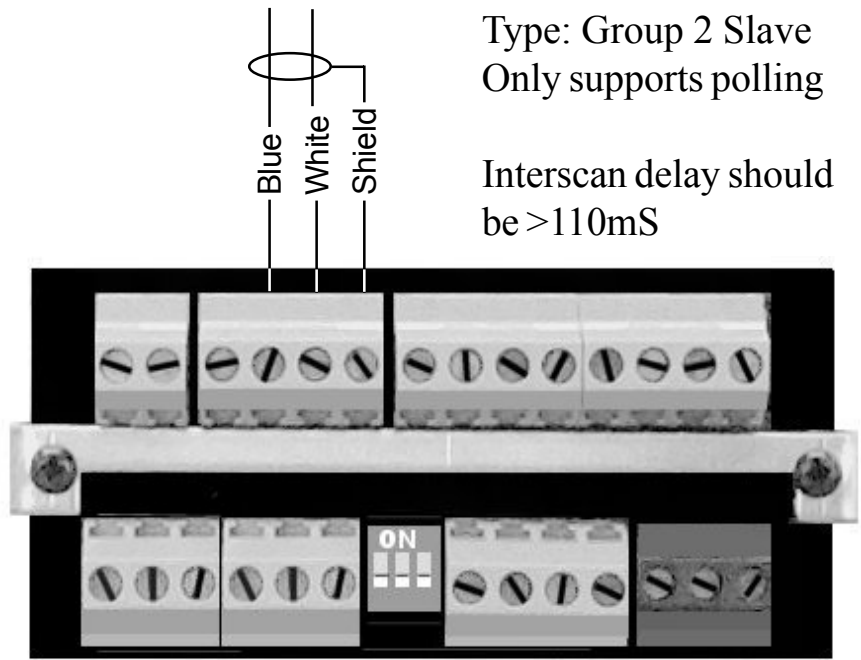 Type: Group 2 Slave
Only supports polling
Interscan delay should
be >110mS
Blue
White
Shield
ON